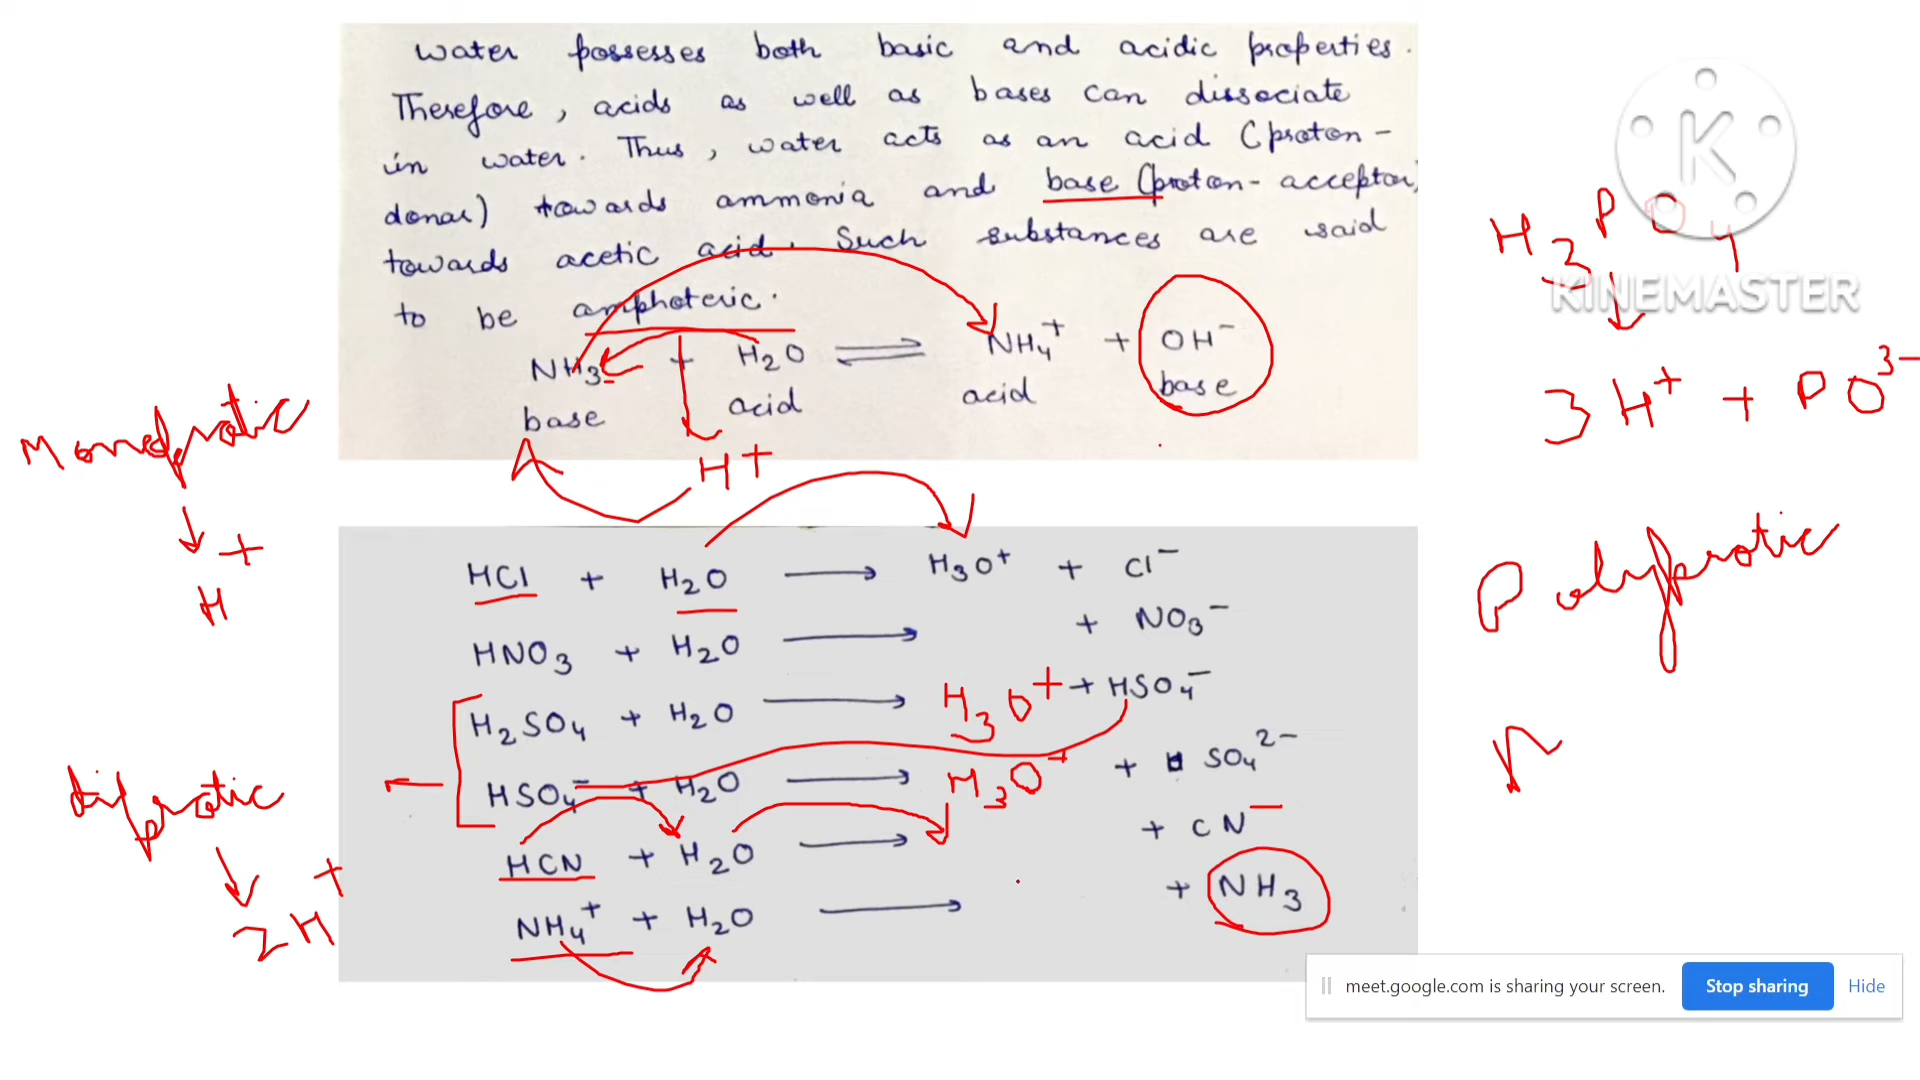 water possesses both basic and acidic properties.
Therefore, acids as well as bases can dissociate
in water. Thus, water acts as an acid (proton-
donar) towards ammonia and base (proton-acceptor)
towards acetic acid. Such substances are said
to be amphoteric.
NH3 + H2O ⇌ NH4+ + OH-
base acid acid base
H+
HCl + H2O → H3O+ + Cl-
HNO3 + H2O → + NO3-
H2SO4 + H2O → H3O+ + HSO4-
HSO4- + H2O → H3O+ + SO4 2-
HCN + H2O → + CN-
NH4+ + H2O → + NH3
Monoprotic
↓
H+
diprotic
↓
2H+
H3PO4
↓
3H+ + PO3-
Polyprotic
K
KINEMASTER
meet.google.com is sharing your screen. Stop sharing Hide